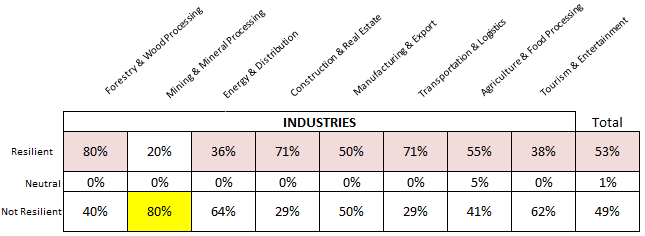 Forestry & Wood Processing
Mining & Mineral Processing
Energy & Distribution
Construction & Real Estate
Manufacturing & Export
Transportation & Logistics
Agriculture & Food Processing
Tourism & Entertainment
INDUSTRIES Total
Resilient 80% 20% 36% 71% 50% 71% 55% 38% 53%
Neutral 0% 0% 0% 0% 0% 0% 5% 0% 1%
Not Resilient 40% 80% 64% 29% 50% 29% 41% 62% 49%